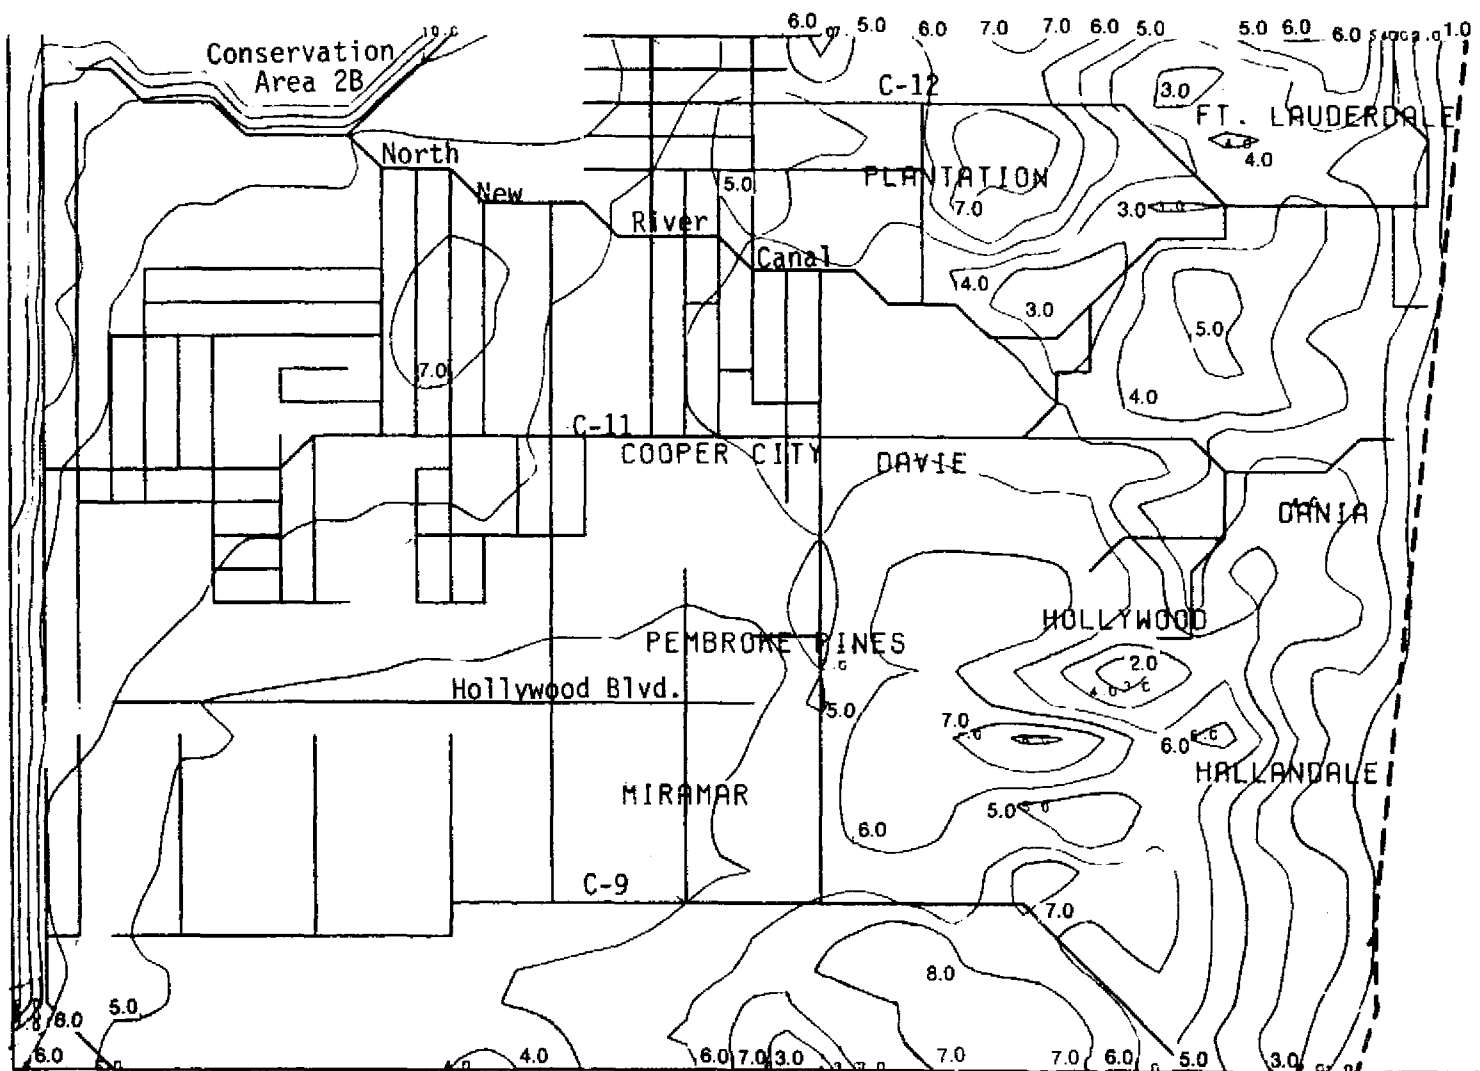 6.0 5.0 6.0 7.0 7.0 6.0 5.0 5.0 6.0 6.0 1.0
Conservation
Area 2B
C-12
3.0
FT. LAUDERDALE
4.0
North
New
River
Canal
5.0
PLANTATION
7.0
3.0
4.0
3.0
5.0
7.0
4.0
C-11
COOPER CITY
DAVIE
DANIA
HOLLYWOOD
PEMBROKE PINES
2.0
Hollywood Blvd.
5.0
7.0
6.0
HALLANDALE
MIRAMAR
5.0
6.0
C-9
7.0
8.0
5.0
6.0
6.0 4.0 6.0 7.0 3.0 7.0 7.0 6.0 5.0 3.0